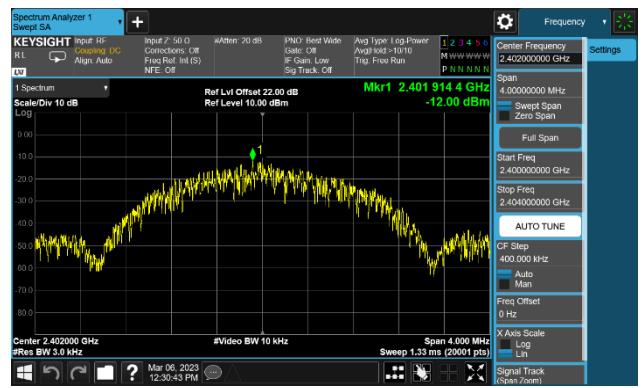 Spectrum Analyzer 1
Swept SA
Frequency
KEYSIGHT
RL
Input: RF
Coupling: DC
Align: Auto
Input Z: 50 Ω
Corrections: Off
Freq Ref: Int (S)
NFE: Off
#Atten: 20 dB
PNO: Best Wide
Gate: Off
IF Gain: Low
Sig Track: Off
Avg Type: Log-Power
Avg|Hold:>10/10
Trig: Free Run
1 2 3 4 5 6
M W W W W W
P N N N N N
Settings
LXI
1 Spectrum
Scale/Div 10 dB
Log
Ref Lvl Offset 22.00 dB
Ref Level 10.00 dBm
Mkr1 2.401 914 4 GHz
-12.00 dBm
1
0.00
-10.0
-20.0
-30.0
-40.0
-50.0
-60.0
-70.0
-80.0
Center 2.402000 GHz
#Res BW 3.0 kHz
#Video BW 10 kHz
Span 4.000 MHz
Sweep 1.33 ms (20001 pts)
Center Frequency
2.402000000 GHz
Span
4.00000000 MHz
Swept Span
Zero Span
Full Span
Start Freq
2.400000000 GHz
Stop Freq
2.404000000 GHz
AUTO TUNE
CF Step
400.000 kHz
Auto
Man
Freq Offset
0 Hz
X Axis Scale
Log
Lin
Signal Track
(Span Zoom)
?
Mar 06, 2023
12:30:43 PM